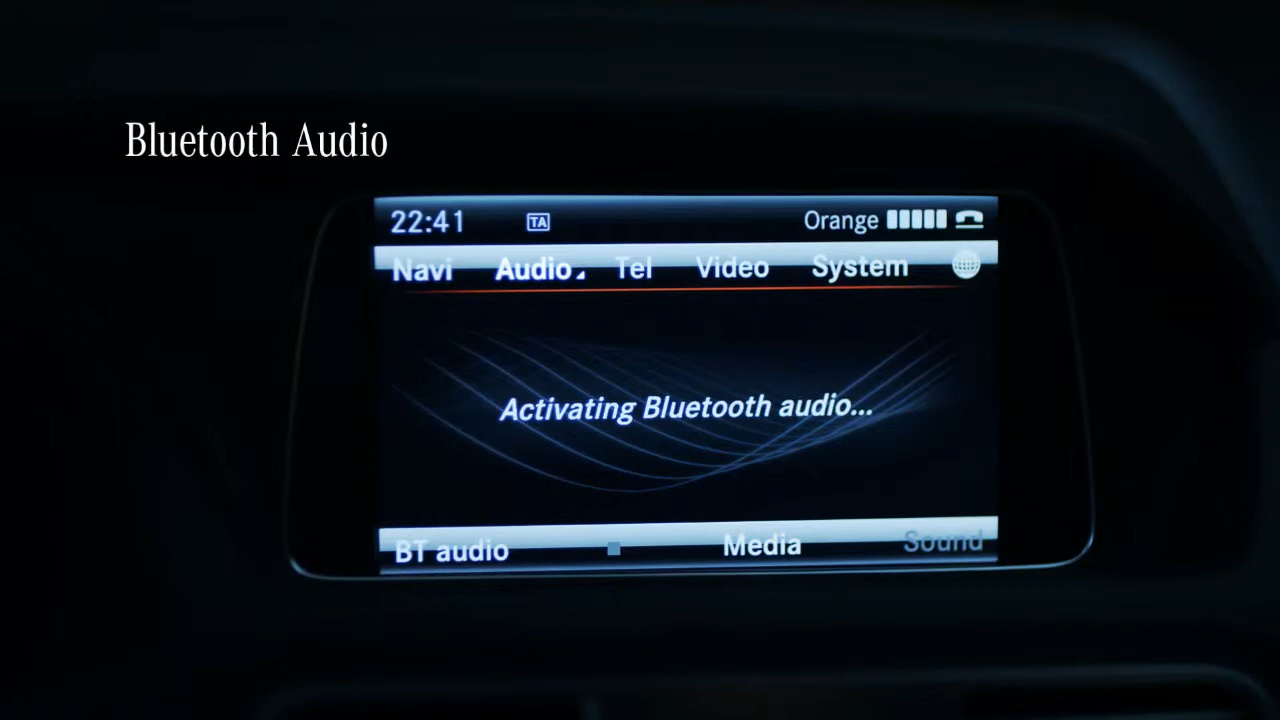 Bluetooth Audio
22:41 TA Orange
Navi Audio Tel Video System
Activating Bluetooth audio...
BT audio Media Sound